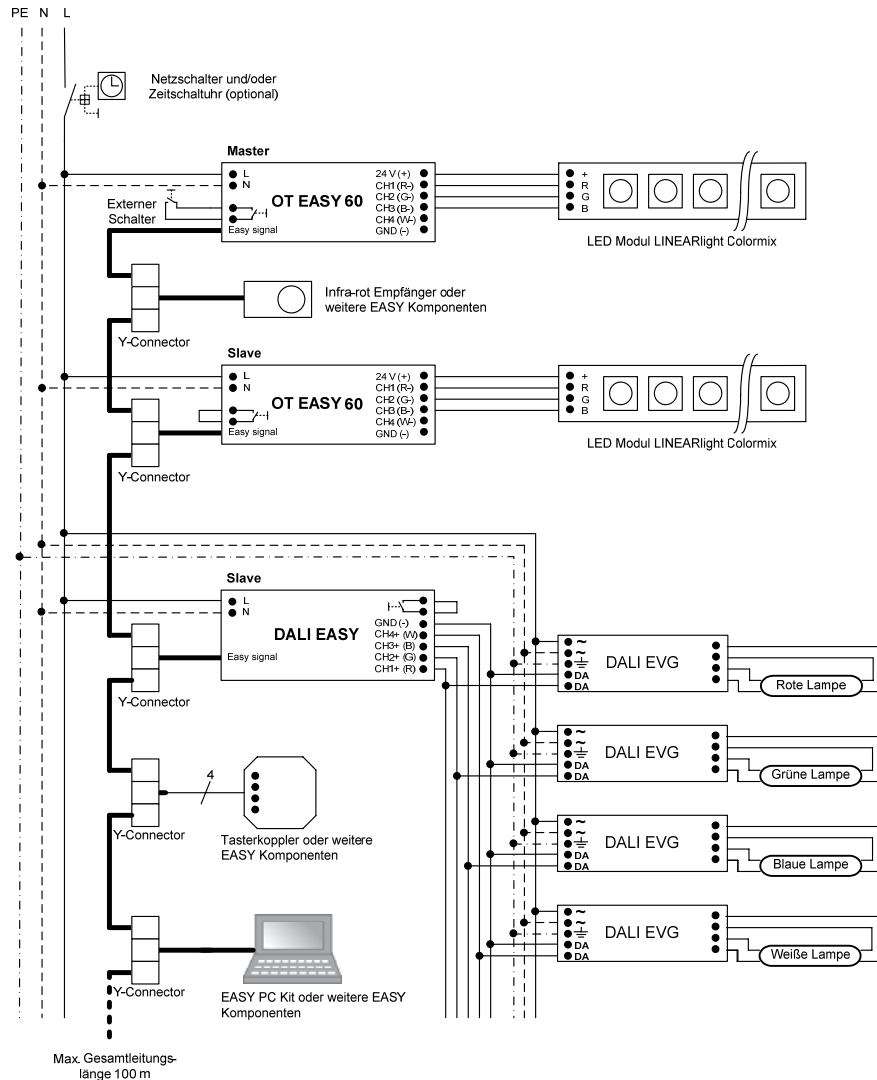 PE N L
Netzschalter und/oder
Zeitschaltuhr (optional)
Master
L
N
Externer
Schalter
OT EASY 60
Easy signal
24 V (+)
CH1 (R-)
CH2 (G-)
CH3 (B-)
CH4 (W-)
GND (-)
+
R
G
B
LED Modul LINEARlight Colormix
Y-Connector
Infra-rot Empfänger oder
weitere EASY Komponenten
Slave
L
N
OT EASY 60
Easy signal
24 V (+)
CH1 (R-)
CH2 (G-)
CH3 (B-)
CH4 (W-)
GND (-)
+
R
G
B
LED Modul LINEARlight Colormix
Y-Connector
Slave
L
N
DALI EASY
Easy signal
GND (-)
CH4+ (W)
CH3+ (B)
CH2+ (G)
CH1+ (R)
Y-Connector
~
~
DA
DA
DALI EVG
Rote Lampe
~
~
DA
DA
DALI EVG
Grüne Lampe
4
Y-Connector
Tasterkoppler oder weitere
EASY Komponenten
~
~
DA
DA
DALI EVG
Blaue Lampe
~
~
DA
DA
DALI EVG
Weiße Lampe
Y-Connector
EASY PC Kit oder weitere EASY
Komponenten
Max. Gesamtleitungs-
länge 100 m